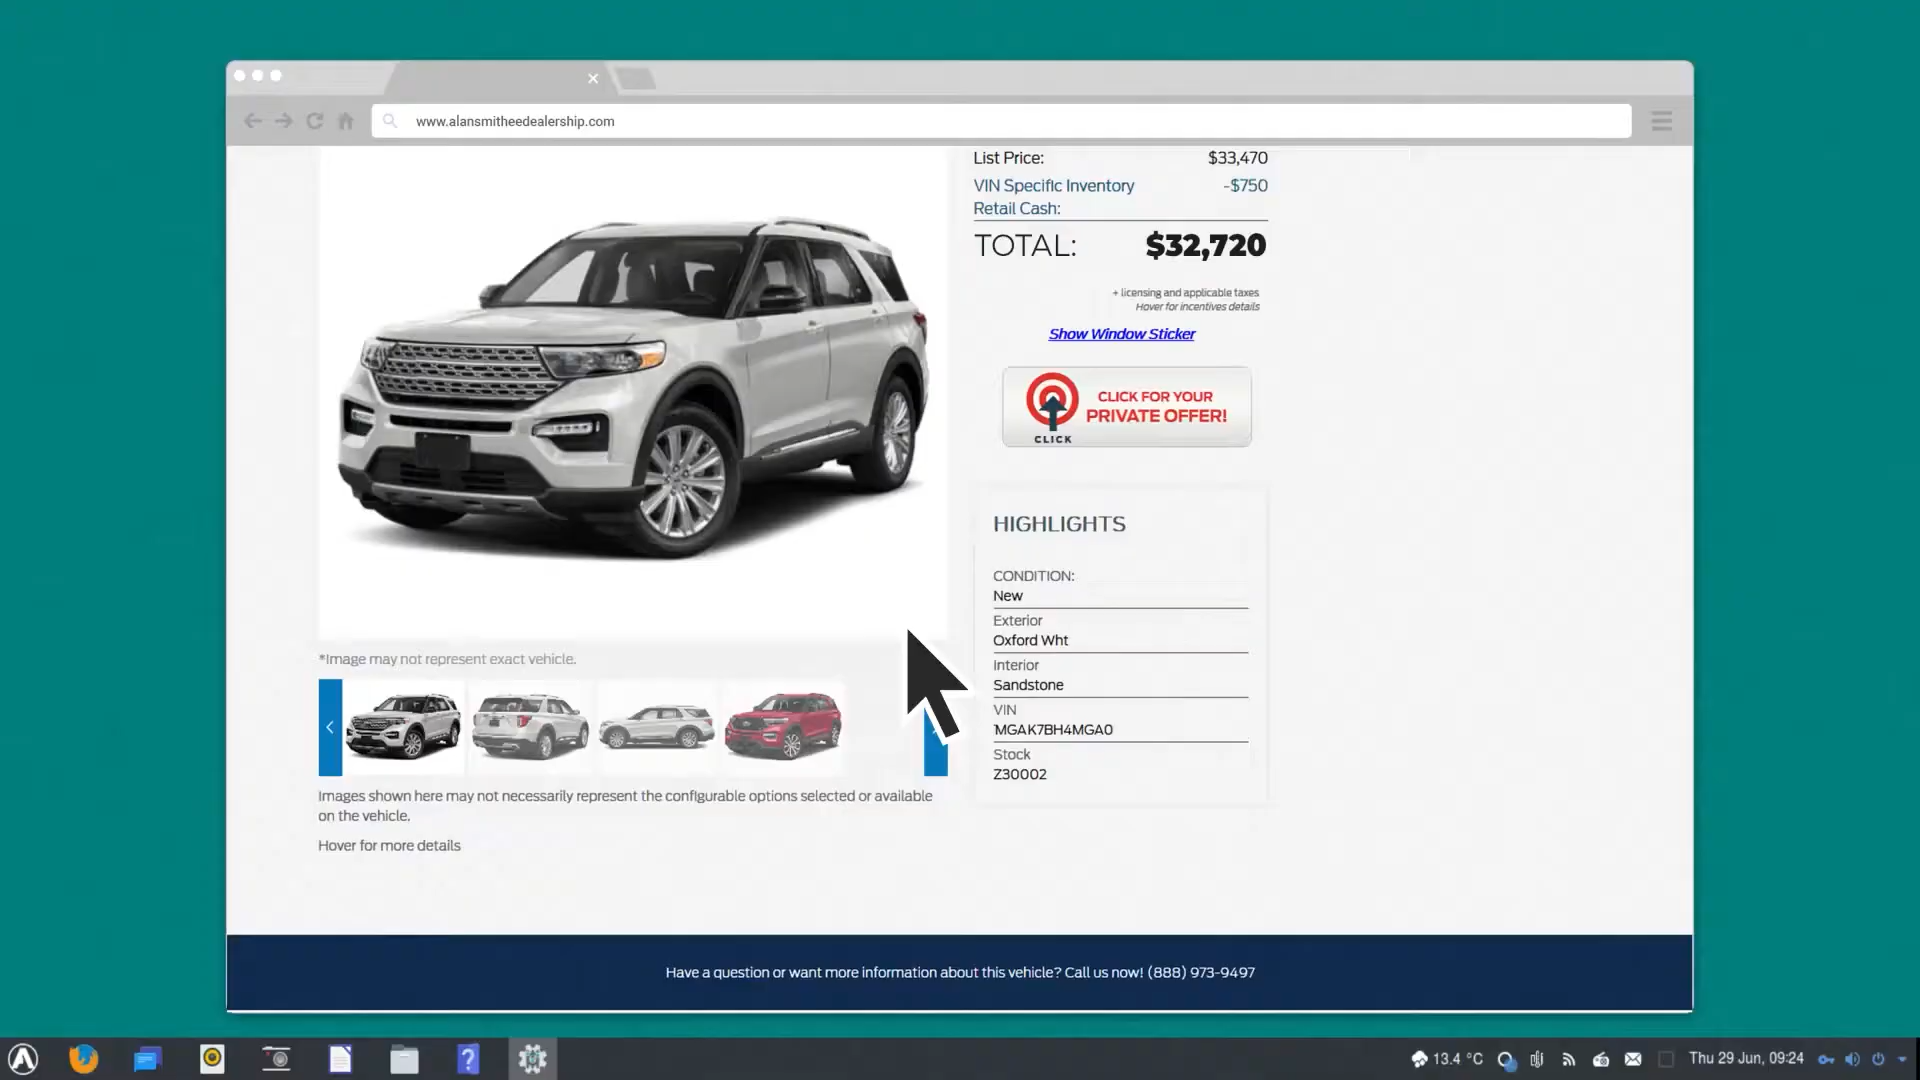 www.alansmitheedealership.com
List Price: $33,470
VIN Specific Inventory -$750
Retail Cash:
TOTAL: $32,720
+ licensing and applicable taxes
Hover for incentives details
Show Window Sticker
CLICK FOR YOUR
PRIVATE OFFER!
CLICK
HIGHLIGHTS
CONDITION:
New
Exterior
Oxford Wht
Interior
Sandstone
VIN
'MGAK7BH4MGA0
Stock
Z30002
*Image may not represent exact vehicle.
Images shown here may not necessarily represent the configurable options selected or available
on the vehicle.
Hover for more details
Have a question or want more information about this vehicle? Call us now! (888) 973-9497
13.4 °C
Thu 29 Jun, 09:24